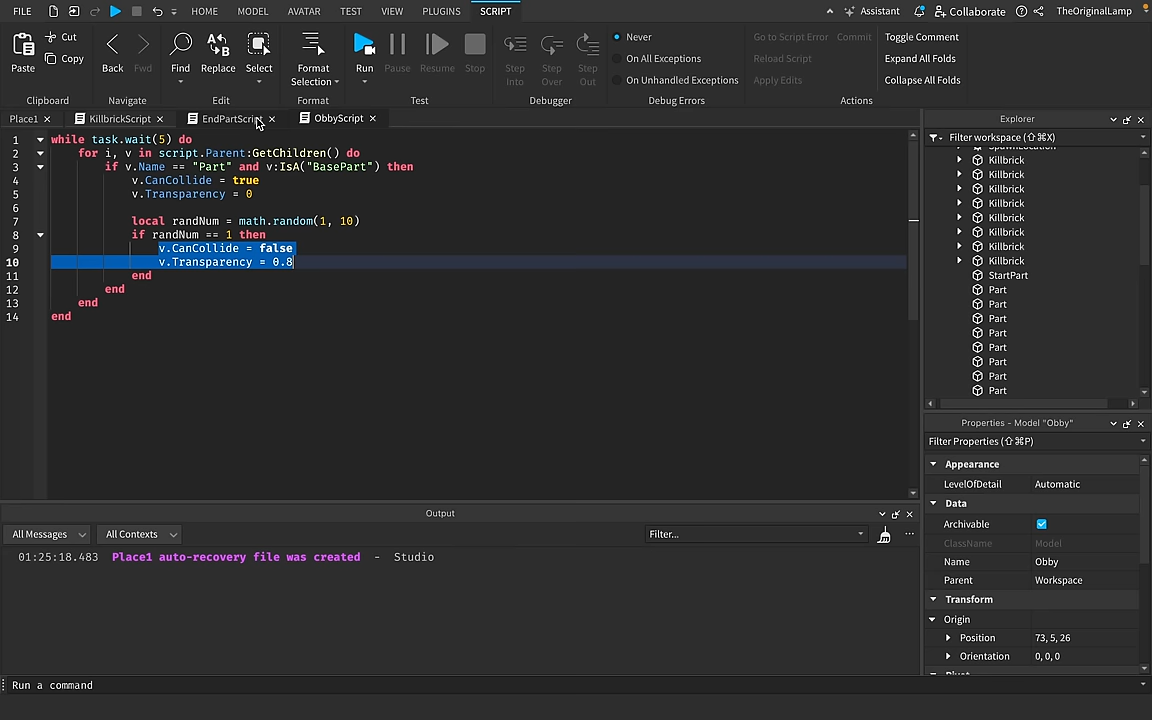 FILE HOME MODEL AVATAR TEST VIEW PLUGINS SCRIPT Assistant Collaborate TheOriginalLamp
Paste Cut Copy
Clipboard
Back Fwd
Navigate
Find Replace Select
Edit
Format Selection
Format
Run Pause Resume Stop
Test
Step Into Step Over Step Out
Debugger
Never
On All Exceptions
On Unhandled Exceptions
Debug Errors
Go to Script Error Commit Toggle Comment
Reload Script Expand All Folds
Apply Edits Collapse All Folds
Actions
Place1 KillbrickScript EndPartScript ObbyScript
1 while task.wait(5) do
2 for i, v in script.Parent:GetChildren() do
3 if v.Name == "Part" and v:IsA("BasePart") then
4 v.CanCollide = true
5 v.Transparency = 0
6
7 local randNum = math.random(1, 10)
8 if randNum == 1 then
9 v.CanCollide = false
10 v.Transparency = 0.8
11 end
12 end
13 end
14 end
Explorer
Filter workspace (⇧⌘X)
SpawnLocation
Killbrick
Killbrick
Killbrick
Killbrick
Killbrick
Killbrick
Killbrick
Killbrick
StartPart
Part
Part
Part
Part
Part
Part
Part
Part
Properties - Model "Obby"
Filter Properties (⇧⌘P)
Appearance
LevelOfDetail Automatic
Data
Archivable
ClassName Model
Name Obby
Parent Workspace
Transform
Origin
Position 73, 5, 26
Orientation 0, 0, 0
Pivot
Output
All Messages All Contexts Filter...
01:25:18.483 Place1 auto-recovery file was created - Studio
Run a command